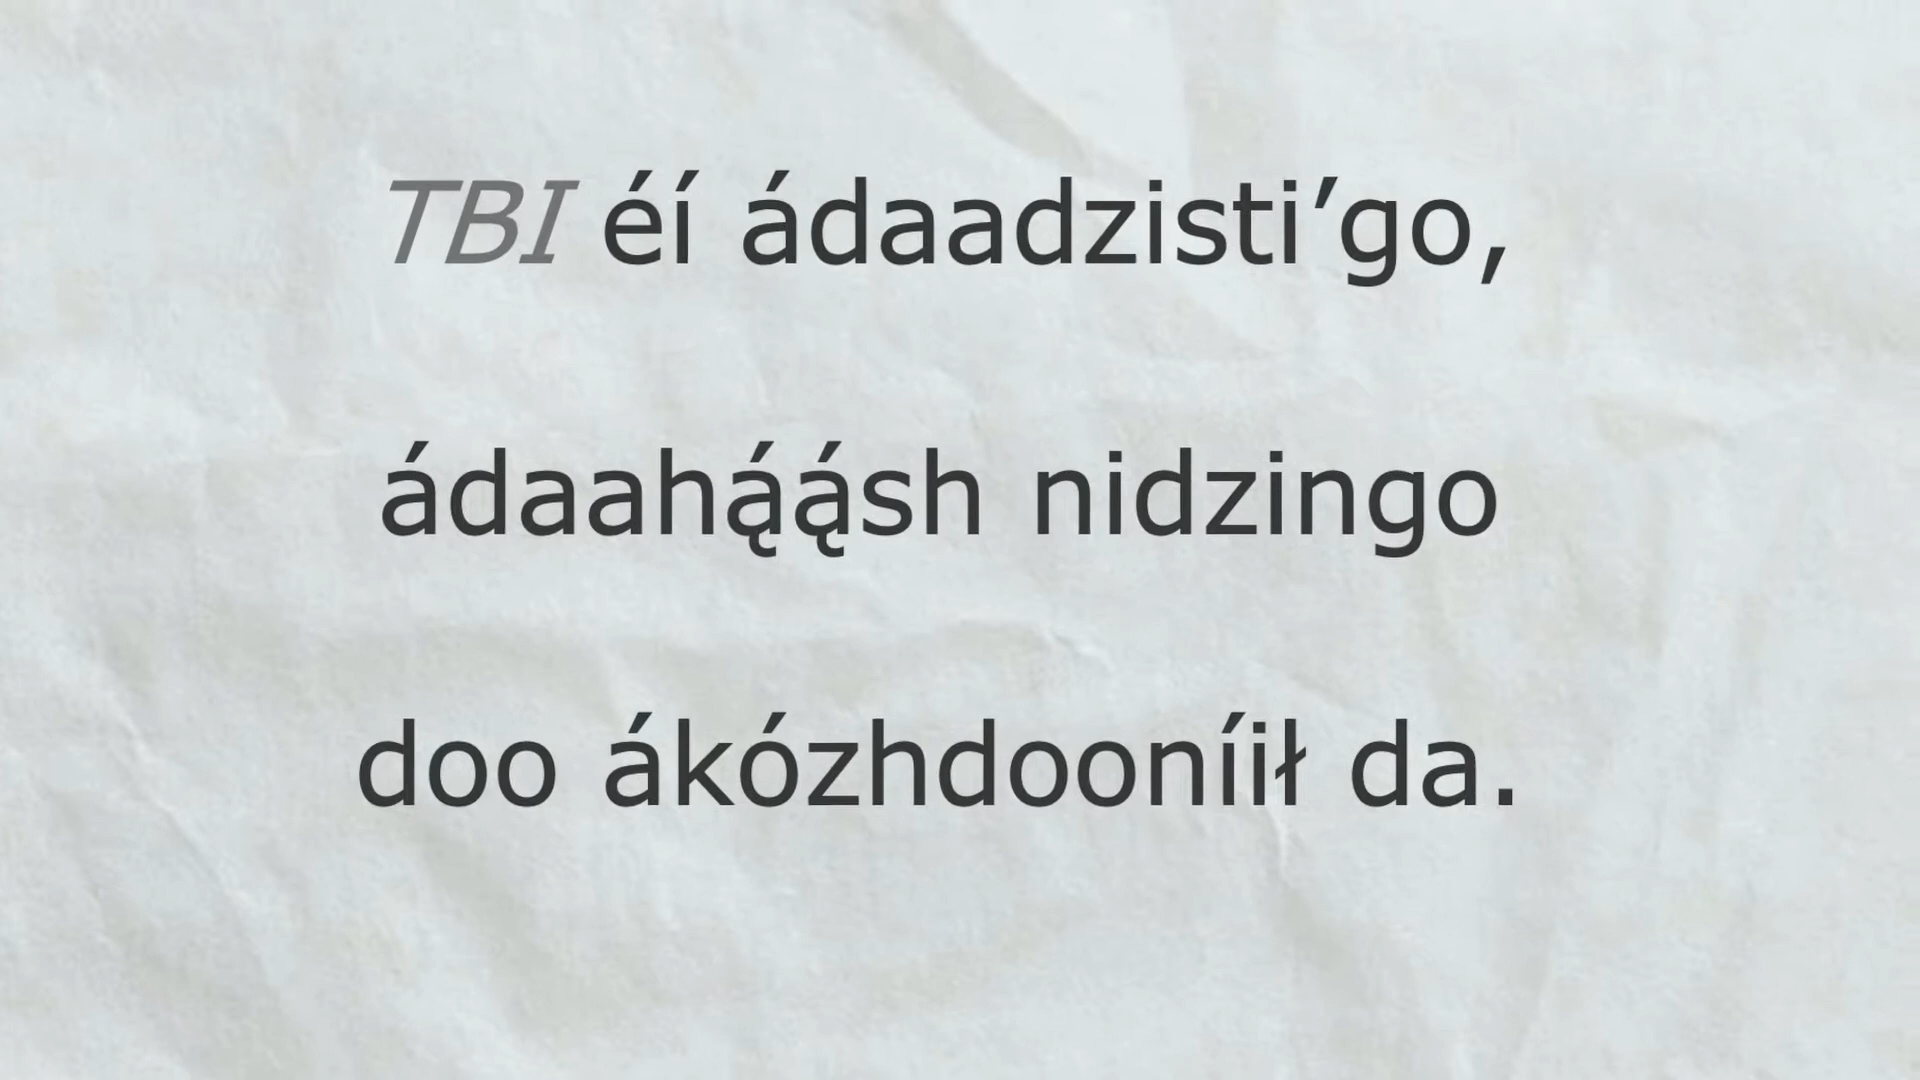 TBI éí ádaadzisti’go,
ádaahą́ą́sh nidzingo
doo ákózhdooníił da.